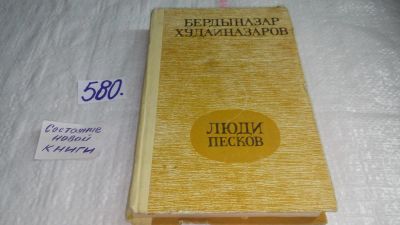 БЕРДЫНАЗАР
ХУДАЙНАЗАРОВ
ЛЮДИ
ПЕСКОВ
580.
Состояние
новой
книги